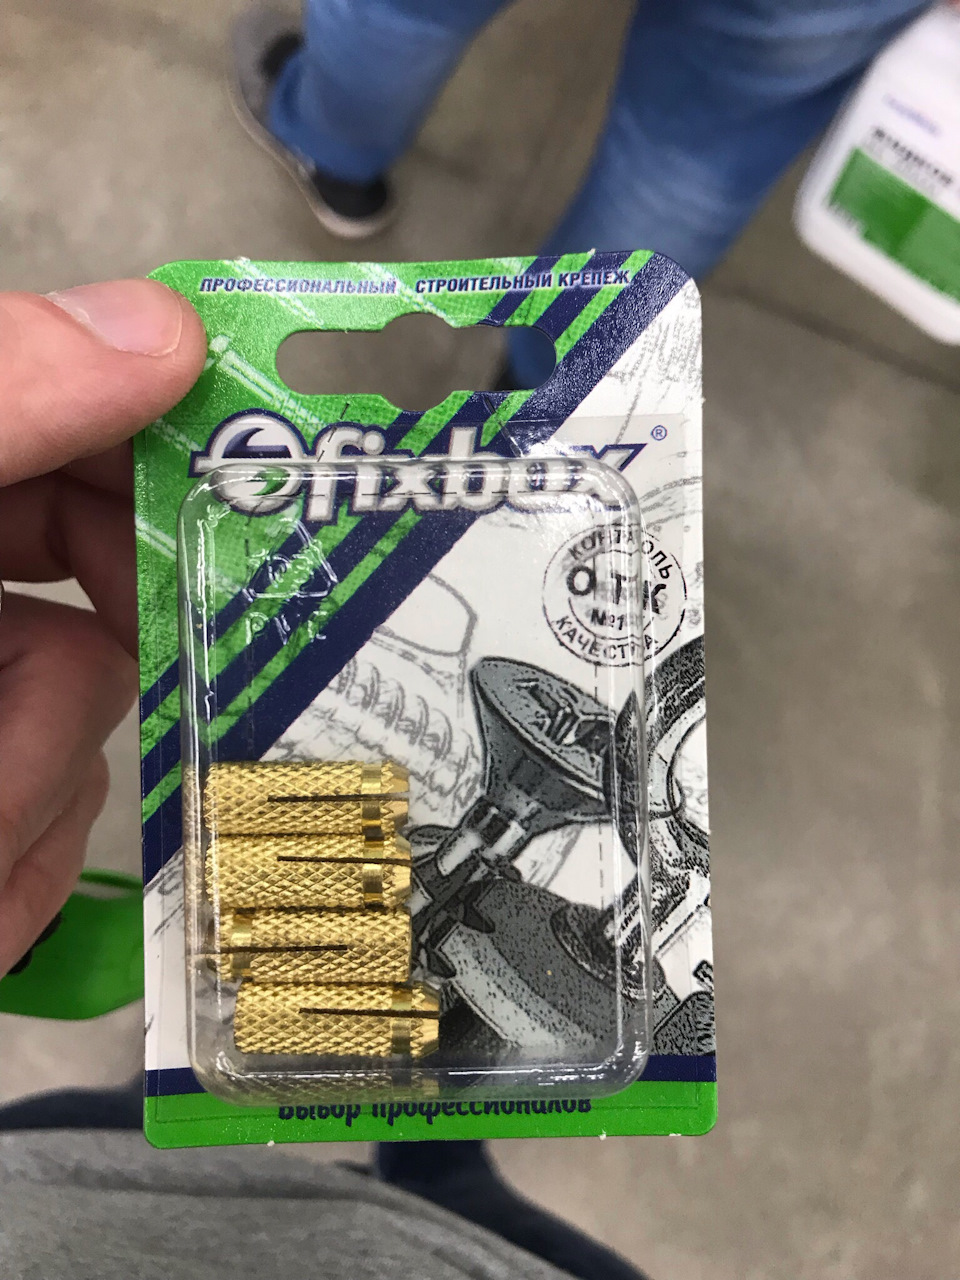 ПРОФЕССИОНАЛЬНЫЙ СТРОИТЕЛЬНЫЙ КРЕПЕЖ
fixbox®
КОНТРОЛЬ
ОТК
№1
КАЧЕСТВА
Выбор профессионалов